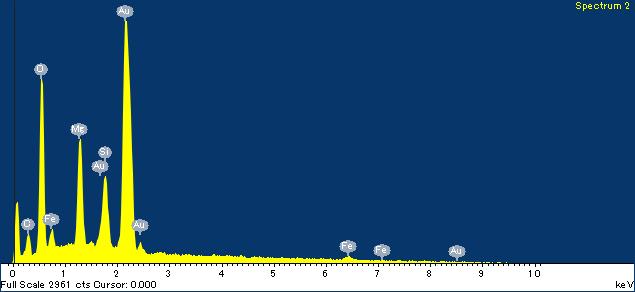 Spectrum 2
Au
O
Mg
Si
Au
Fe
O
Au
Fe
Fe
Au
0 1 2 3 4 5 6 7 8 9 10
Full Scale 2961 cts Cursor: 0.000 keV